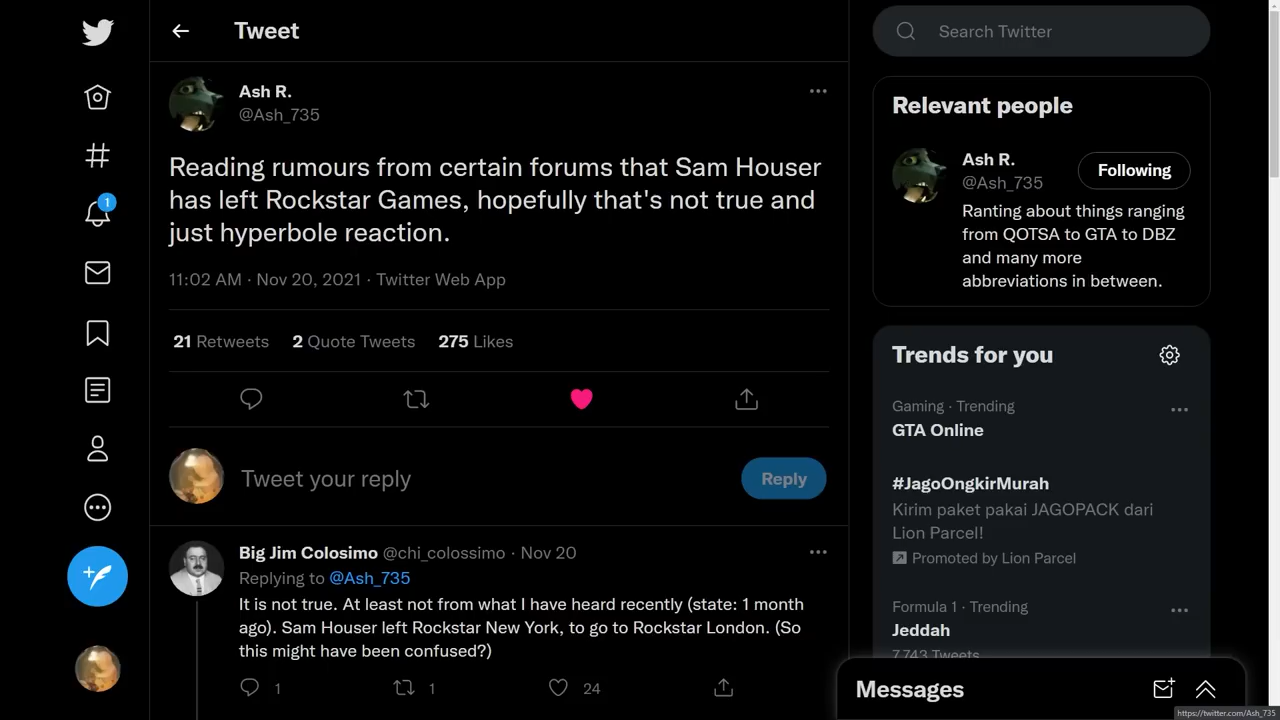 Tweet
Ash R.
@Ash_735
Reading rumours from certain forums that Sam Houser
has left Rockstar Games, hopefully that's not true and
just hyperbole reaction.
11:02 AM · Nov 20, 2021 · Twitter Web App
21 Retweets 2 Quote Tweets 275 Likes
Tweet your reply
Reply
Big Jim Colosimo @chi_colossimo · Nov 20
Replying to @Ash_735
It is not true. At least not from what I have heard recently (state: 1 month
ago). Sam Houser left Rockstar New York, to go to Rockstar London. (So
this might have been confused?)
1 1 24
1
Search Twitter
Relevant people
Ash R.
@Ash_735
Following
Ranting about things ranging
from QOTSA to GTA to DBZ
and many more
abbreviations in between.
Trends for you
Gaming · Trending
GTA Online
#JagoOngkirMurah
Kirim paket pakai JAGOPACK dari
Lion Parcel!
Promoted by Lion Parcel
Formula 1 · Trending
Jeddah
7,743 Tweets
Messages
https://twitter.com/Ash_735